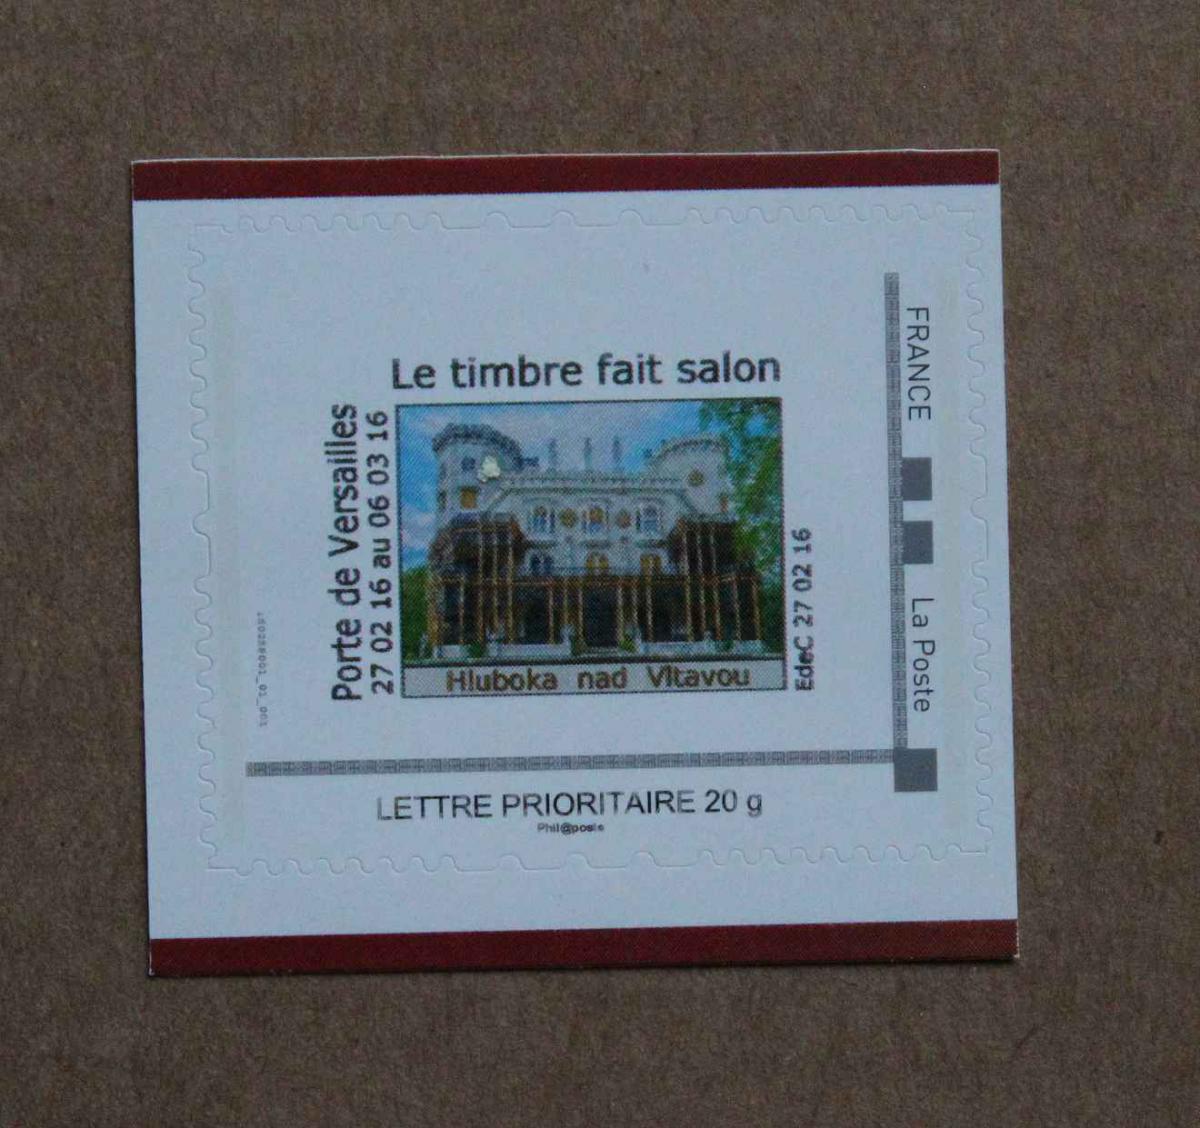 Le timbre fait salon
Porte de Versailles
27 02 16 au 06 03 16
Hluboka nad Vltavou
EdeC 27 02 16
FRANCE
La Poste
LETTRE PRIORITAIRE 20 g
Phil@poste